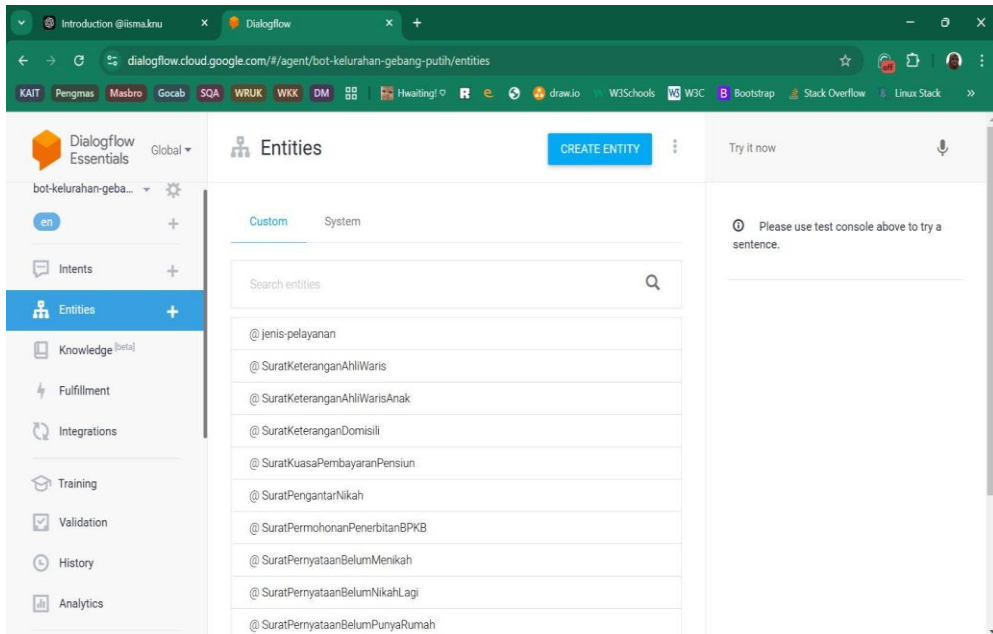 Introduction @iisma.knu
Dialogflow
dialogflow.cloud.google.com/#/agent/bot-kelurahan-gebang-putih/entities
off
KAIT Pengmas Masbro Gocab SQA WRUK WKK DM Hwaiting! R e draw.io W3Schools W3C Bootstrap Stack Overflow Linux Stack »
Dialogflow
Essentials
Global
bot-kelurahan-geba...
en
Intents
Entities
Knowledge [beta]
Fulfillment
Integrations
Training
Validation
History
Analytics
Entities
CREATE ENTITY
Custom System
Search entities
@ jenis-pelayanan
@ SuratKeteranganAhliWaris
@ SuratKeteranganAhliWarisAnak
@ SuratKeteranganDomisili
@ SuratKuasaPembayaranPensiun
@ SuratPengantarNikah
@ SuratPermohonanPenerbitanBPKB
@ SuratPernyataanBelumMenikah
@ SuratPernyataanBelumNikahLagi
@ SuratPernyataanBelumPunyaRumah
Try it now
Please use test console above to try a
sentence.